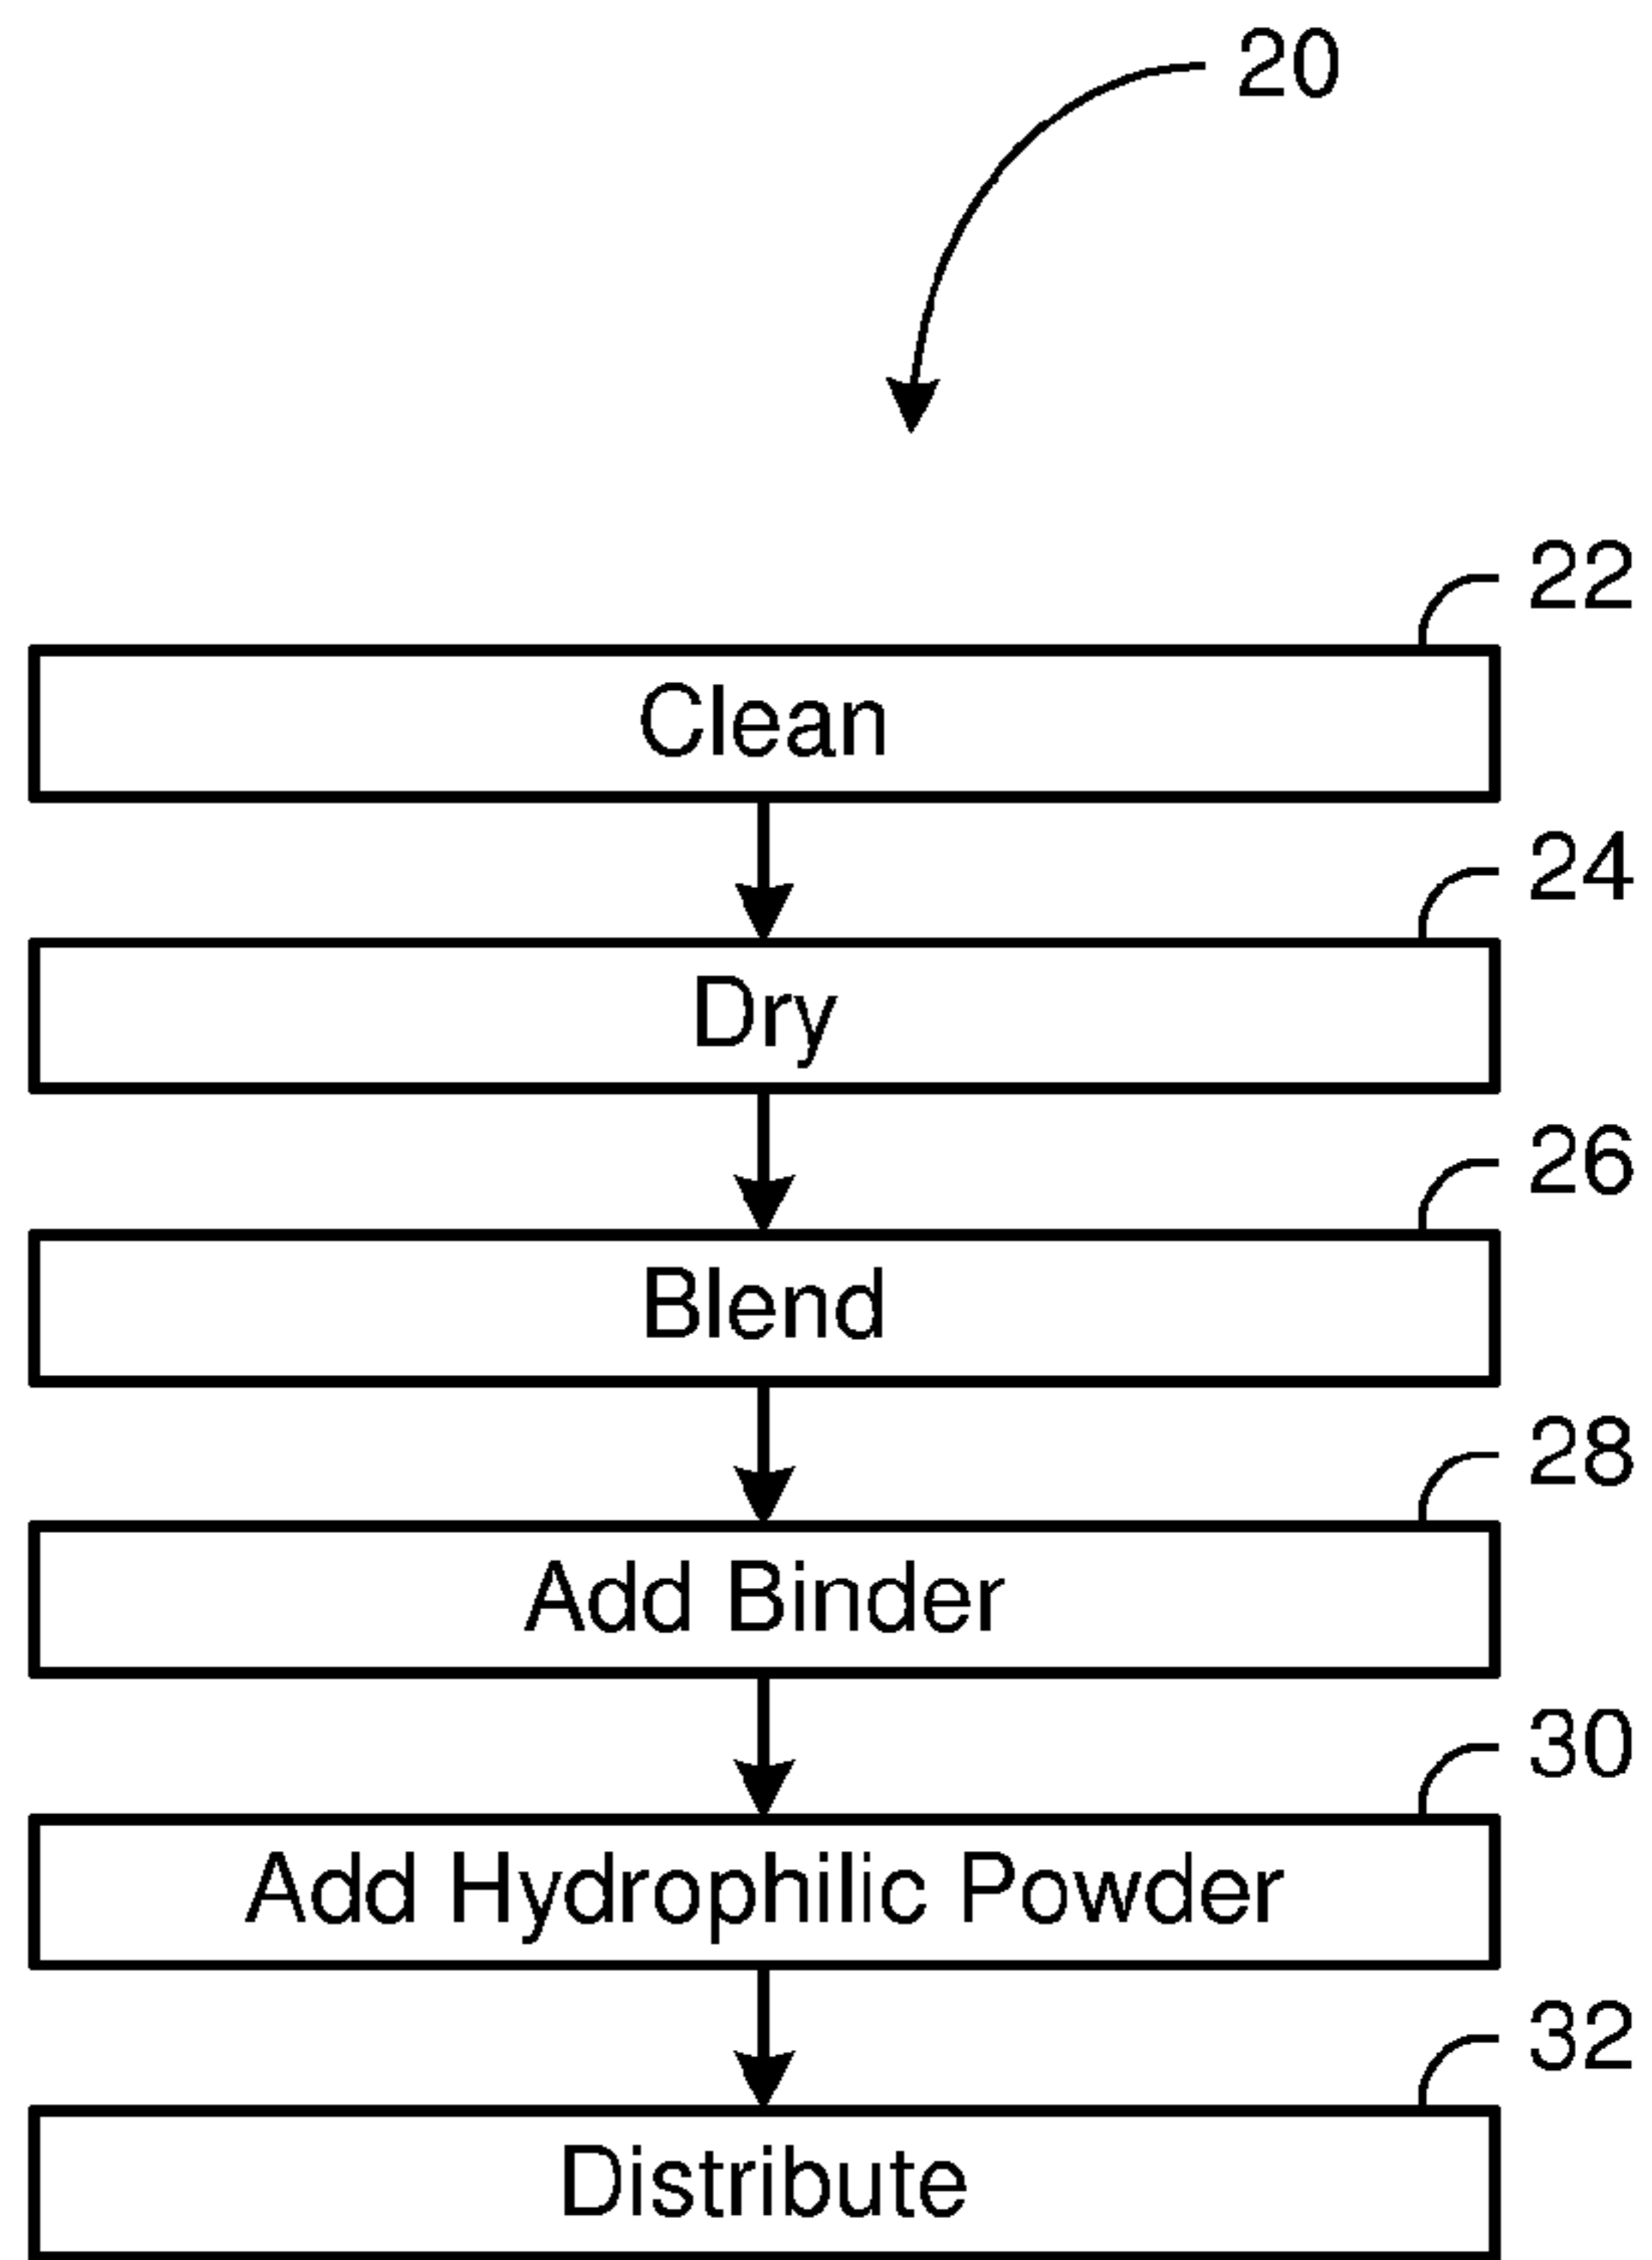 20
22
Clean
24
Dry
26
Blend
28
Add Binder
30
Add Hydrophilic Powder
32
Distribute